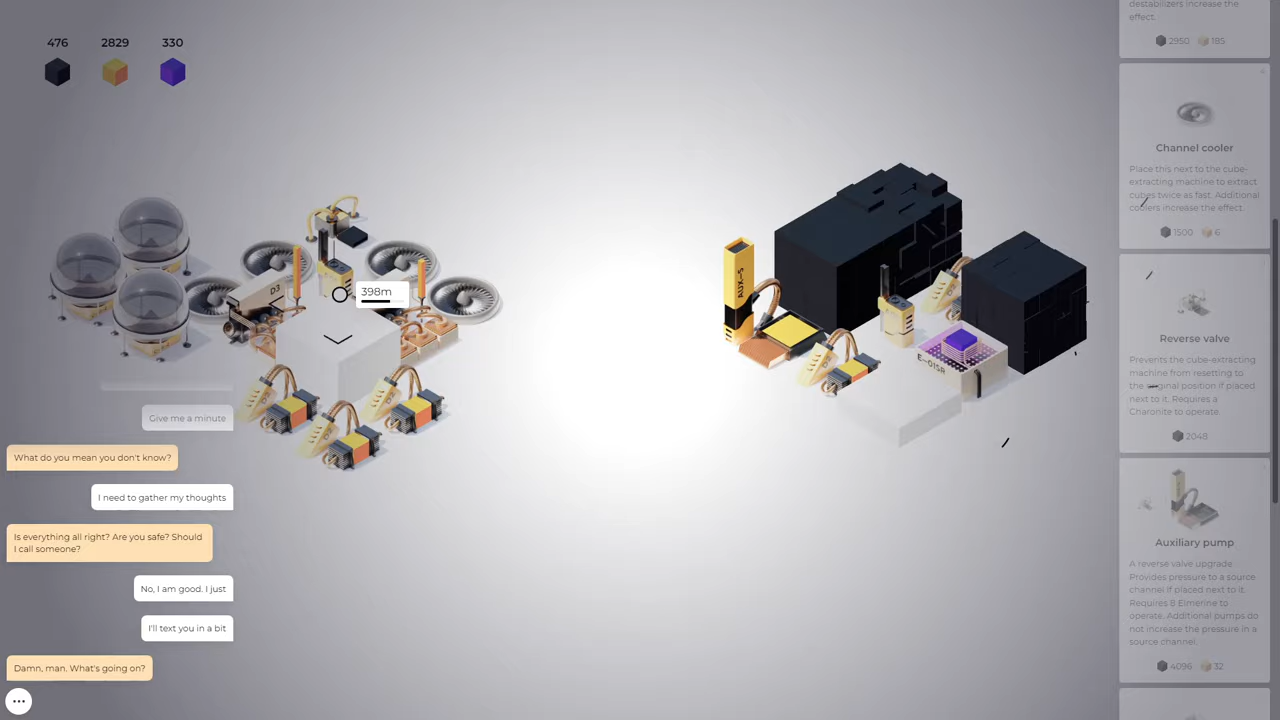 476 2829 330
D3
398m
AUX-5
E-01SR
Give me a minute
What do you mean you don't know?
I need to gather my thoughts
Is everything all right? Are you safe? Should
I call someone?
No, I am good. I just
I'll text you in a bit
Damn, man. What's going on?
destabilizers increase the
effect.
2950 185
Channel cooler
Place this next to the cube-
extracting machine to extract
cubes twice as fast. Additional
coolers increase the effect.
1500 6
Reverse valve
Prevents the cube-extracting
machine from resetting to
the original position if placed
next to it. Requires a
Charonite to operate.
2048
Auxiliary pump
A reverse valve upgrade.
Provides pressure to a source
channel if placed next to it.
Requires 8 Elmerine to
operate. Additional pumps do
not increase the pressure in a
source channel.
4096 32